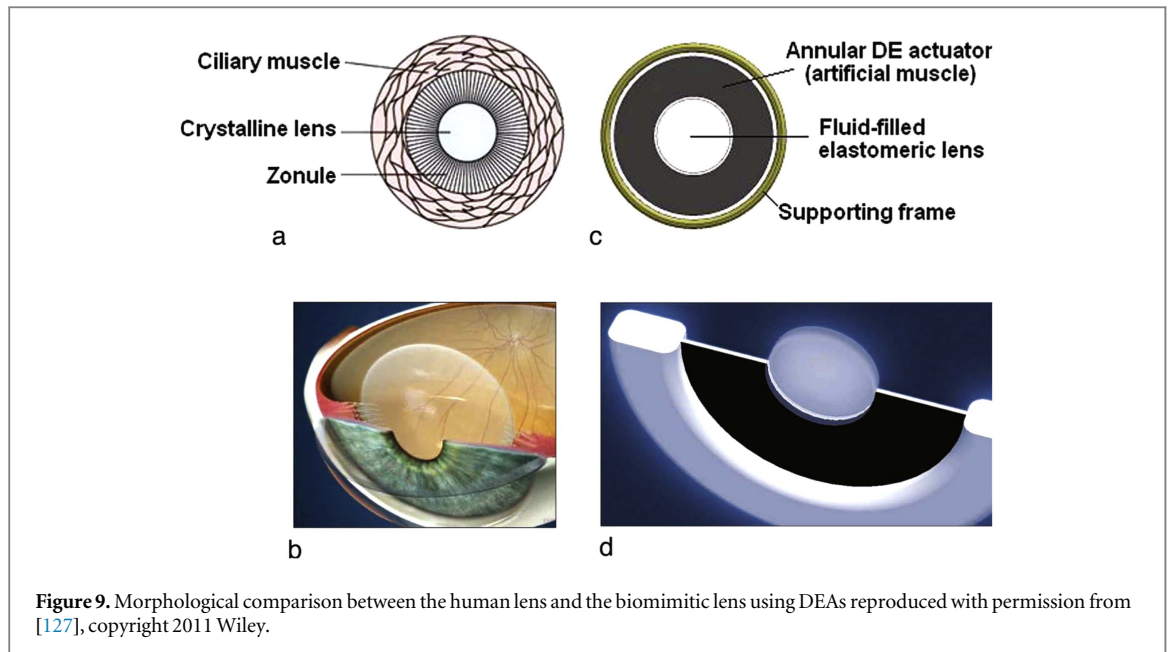 Ciliary muscle
Crystalline lens
Zonule
a
Annular DE actuator
(artificial muscle)
Fluid-filled
elastomeric lens
Supporting frame
c
b
d
Figure 9. Morphological comparison between the human lens and the biomimitic lens using DEAs reproduced with permission from
[127], copyright 2011 Wiley.